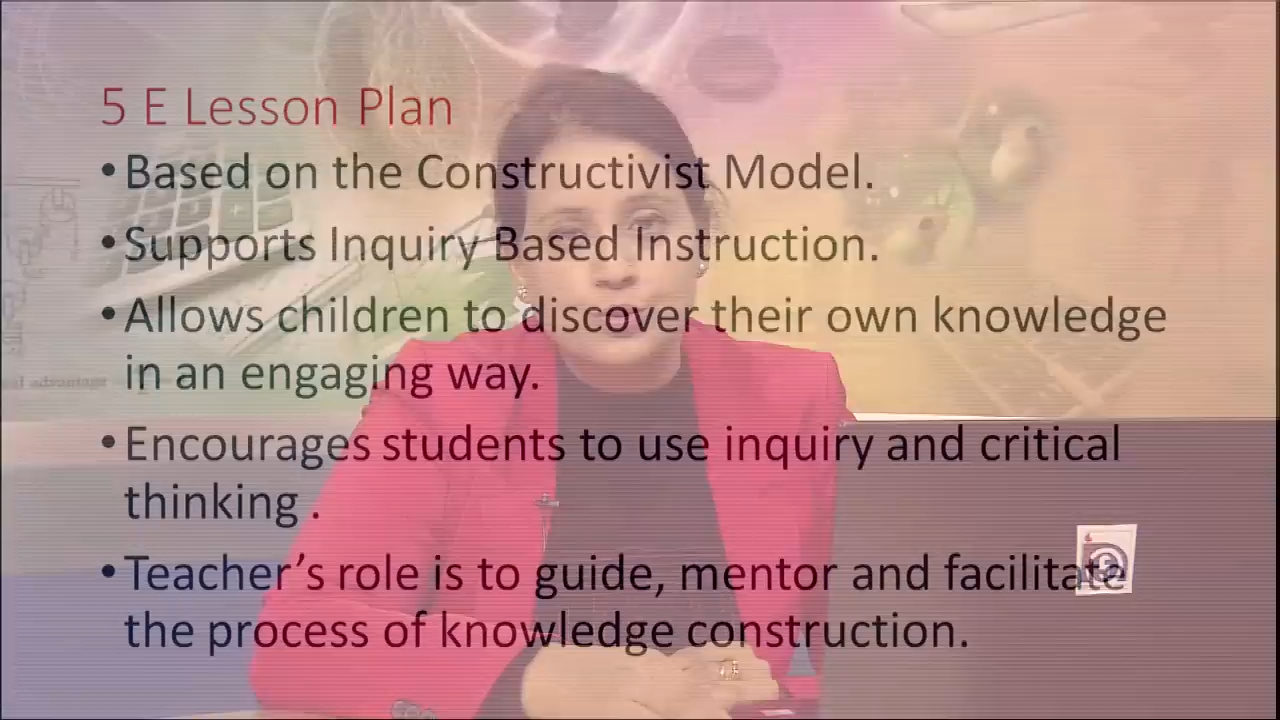 5 E Lesson Plan
•Based on the Constructivist Model.
•Supports Inquiry Based Instruction.
•Allows children to discover their own knowledge
in an engaging way.
•Encourages students to use inquiry and critical
thinking .
•Teacher’s role is to guide, mentor and facilitate
the process of knowledge construction.